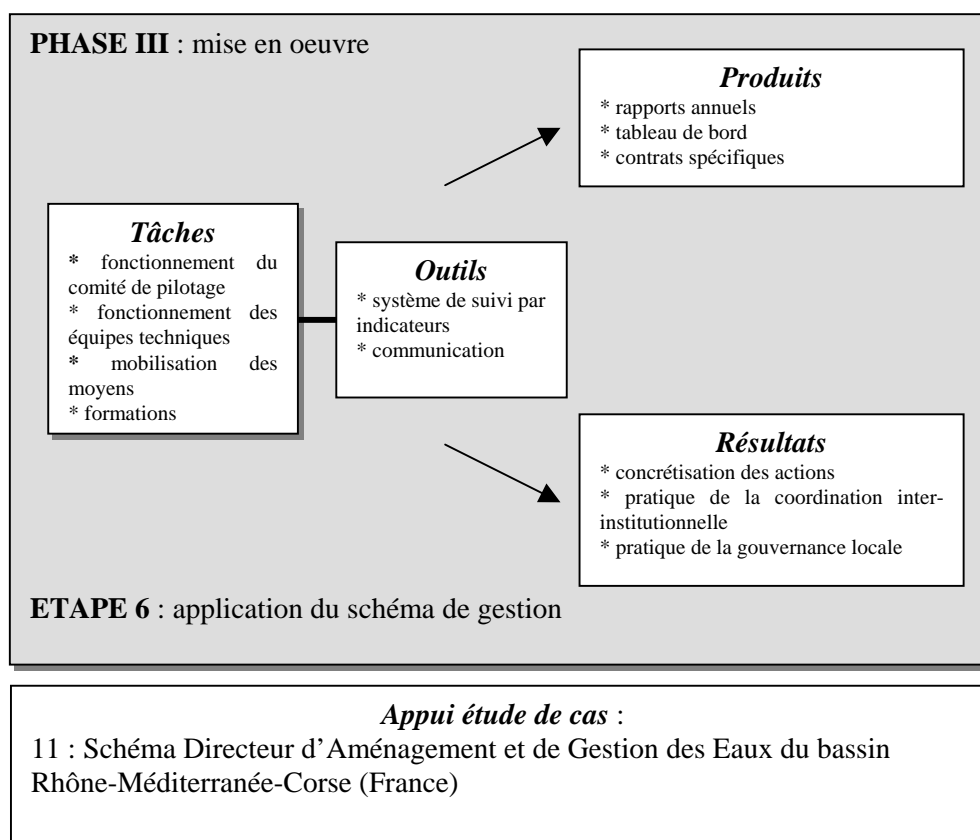 PHASE III : mise en oeuvre
Produits
* rapports annuels
* tableau de bord
* contrats spécifiques
Tâches
* fonctionnement du
comité de pilotage
* fonctionnement des
équipes techniques
* mobilisation des
moyens
* formations
Outils
* système de suivi par
indicateurs
* communication
Résultats
* concrétisation des actions
* pratique de la coordination inter-
institutionnelle
* pratique de la gouvernance locale
ETAPE 6 : application du schéma de gestion
Appui étude de cas :
11 : Schéma Directeur d’Aménagement et de Gestion des Eaux du bassin
Rhône-Méditerranée-Corse (France)